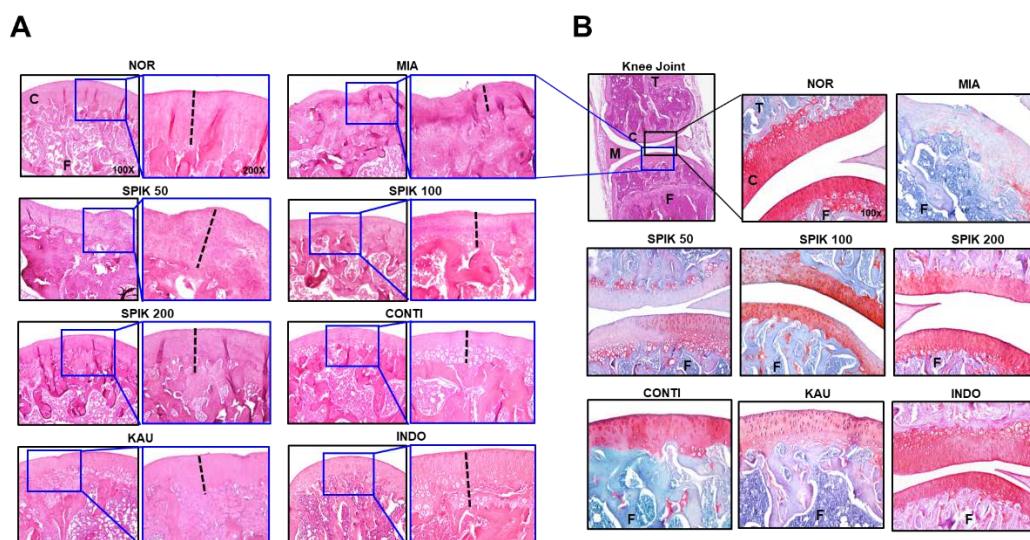 A
NOR
C
F
100X
200X
MIA
SPIK 50
SPIK 100
SPIK 200
CONTI
KAU
INDO
B
Knee Joint
T
C
M
F
NOR
T
C
F
100x
MIA
F
SPIK 50
F
SPIK 100
F
SPIK 200
F
CONTI
F
KAU
F
INDO
F